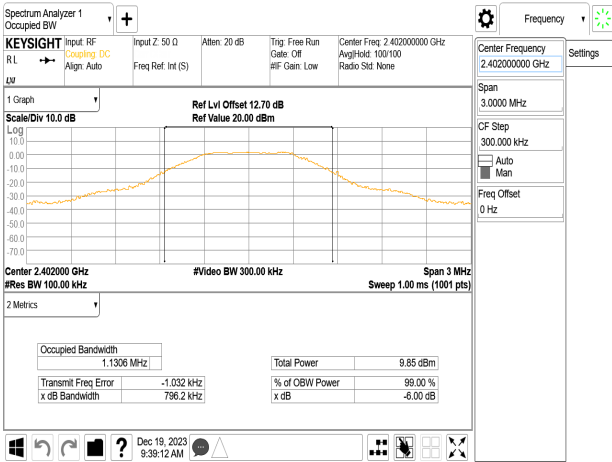 Spectrum Analyzer 1
Occupied BW
Frequency
KEYSIGHT
R L
LXI
Input: RF
Coupling: DC
Align: Auto
Input Z: 50 Ω
Freq Ref: Int (S)
Atten: 20 dB
Trig: Free Run
Gate: Off
#IF Gain: Low
Center Freq: 2.402000000 GHz
Avg|Hold: 100/100
Radio Std: None
Center Frequency
2.402000000 GHz
Settings
Span
3.0000 MHz
CF Step
300.000 kHz
Auto
Man
Freq Offset
0 Hz
1 Graph
Scale/Div 10.0 dB
Ref Lvl Offset 12.70 dB
Ref Value 20.00 dBm
Log
10.0
0.00
-10.0
-20.0
-30.0
-40.0
-50.0
-60.0
-70.0
Center 2.402000 GHz
#Video BW 300.00 kHz
Span 3 MHz
#Res BW 100.00 kHz
Sweep 1.00 ms (1001 pts)
2 Metrics
Occupied Bandwidth
1.1306 MHz
Total Power 9.85 dBm
Transmit Freq Error -1.032 kHz
% of OBW Power 99.00 %
x dB Bandwidth 796.2 kHz
x dB -6.00 dB
Dec 19, 2023
9:39:12 AM